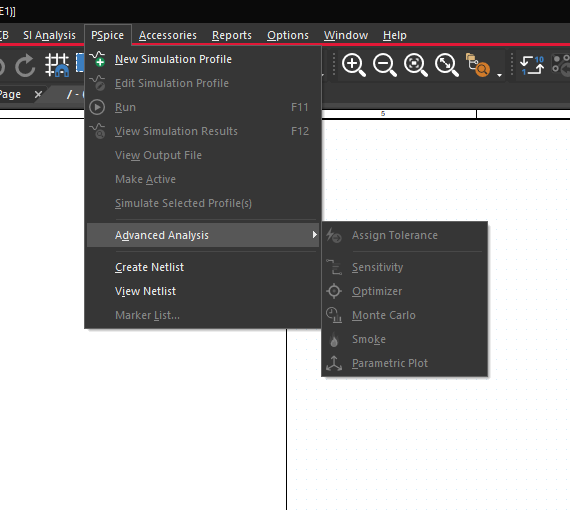 E1)]
CB SI Analysis PSpice Accessories Reports Options Window Help
Page / - (
New Simulation Profile
Edit Simulation Profile
Run F11
View Simulation Results F12
View Output File
Make Active
Simulate Selected Profile(s)
Advanced Analysis
Create Netlist
View Netlist
Marker List...
Assign Tolerance
Sensitivity
Optimizer
Monte Carlo
Smoke
Parametric Plot
10
5